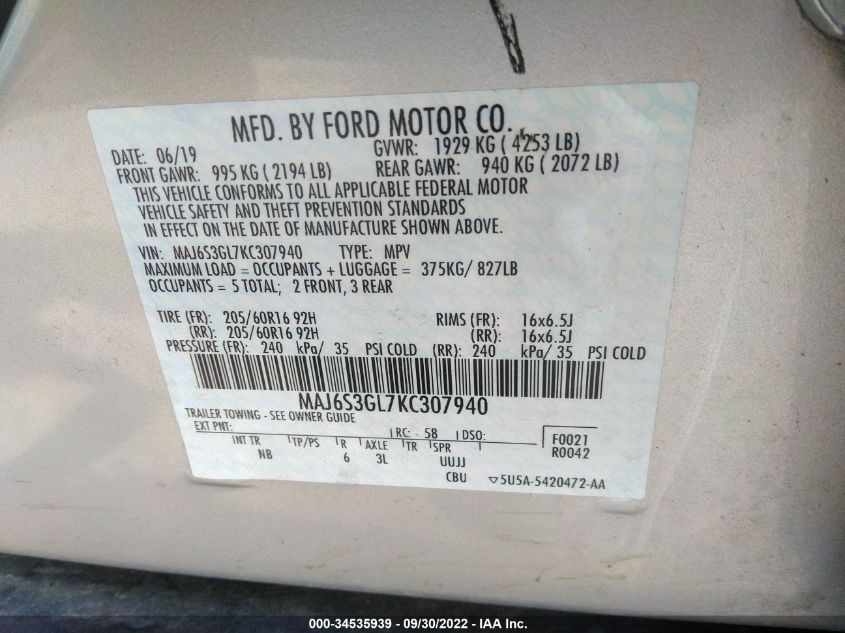 MFD. BY FORD MOTOR CO.
DATE: 06/19 GVWR: 1929 KG ( 4253 LB)
FRONT GAWR: 995 KG ( 2194 LB) REAR GAWR: 940 KG ( 2072 LB)
THIS VEHICLE CONFORMS TO ALL APPLICABLE FEDERAL MOTOR
VEHICLE SAFETY AND THEFT PREVENTION STANDARDS
IN EFFECT ON THE DATE OF MANUFACTURE SHOWN ABOVE.
VIN: MAJ6S3GL7KC307940 TYPE: MPV
MAXIMUM LOAD = OCCUPANTS + LUGGAGE = 375KG/ 827LB
OCCUPANTS = 5 TOTAL; 2 FRONT, 3 REAR
TIRE (FR): 205/60R16 92H RIMS (FR): 16x6.5J
(RR): 205/60R16 92H (RR): 16x6.5J
PRESSURE (FR): 240 kPa/ 35 PSI COLD (RR): 240 kPa/ 35 PSI COLD
MAJ6S3GL7KC307940
TRAILER TOWING - SEE OWNER GUIDE
EXT PNT: RC: - 58 DSO: F0021
R0042
INT TR TP/PS R AXLE TR SPR
NB 6 3L UUJJ
CBU ▽5U5A-5420472-AA
000-34535939 - 09/30/2022 - IAA Inc.